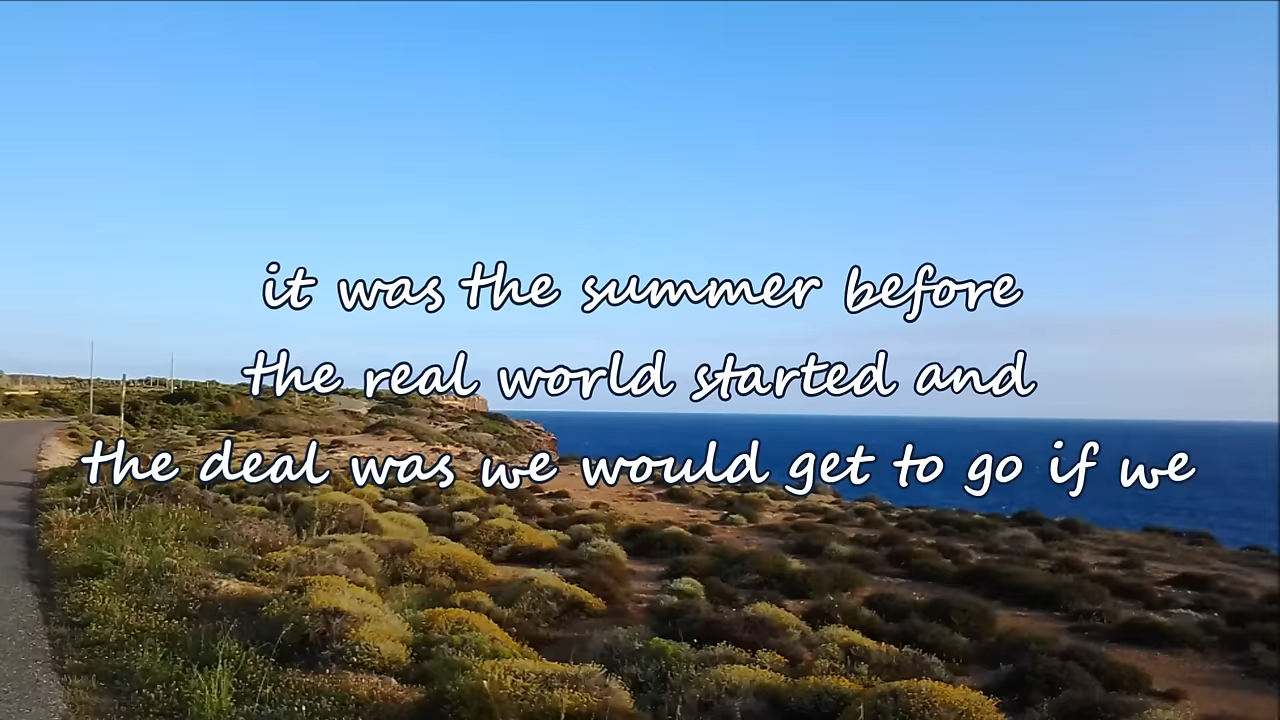 it was the summer before
the real world started and
the deal was we would get to go if we